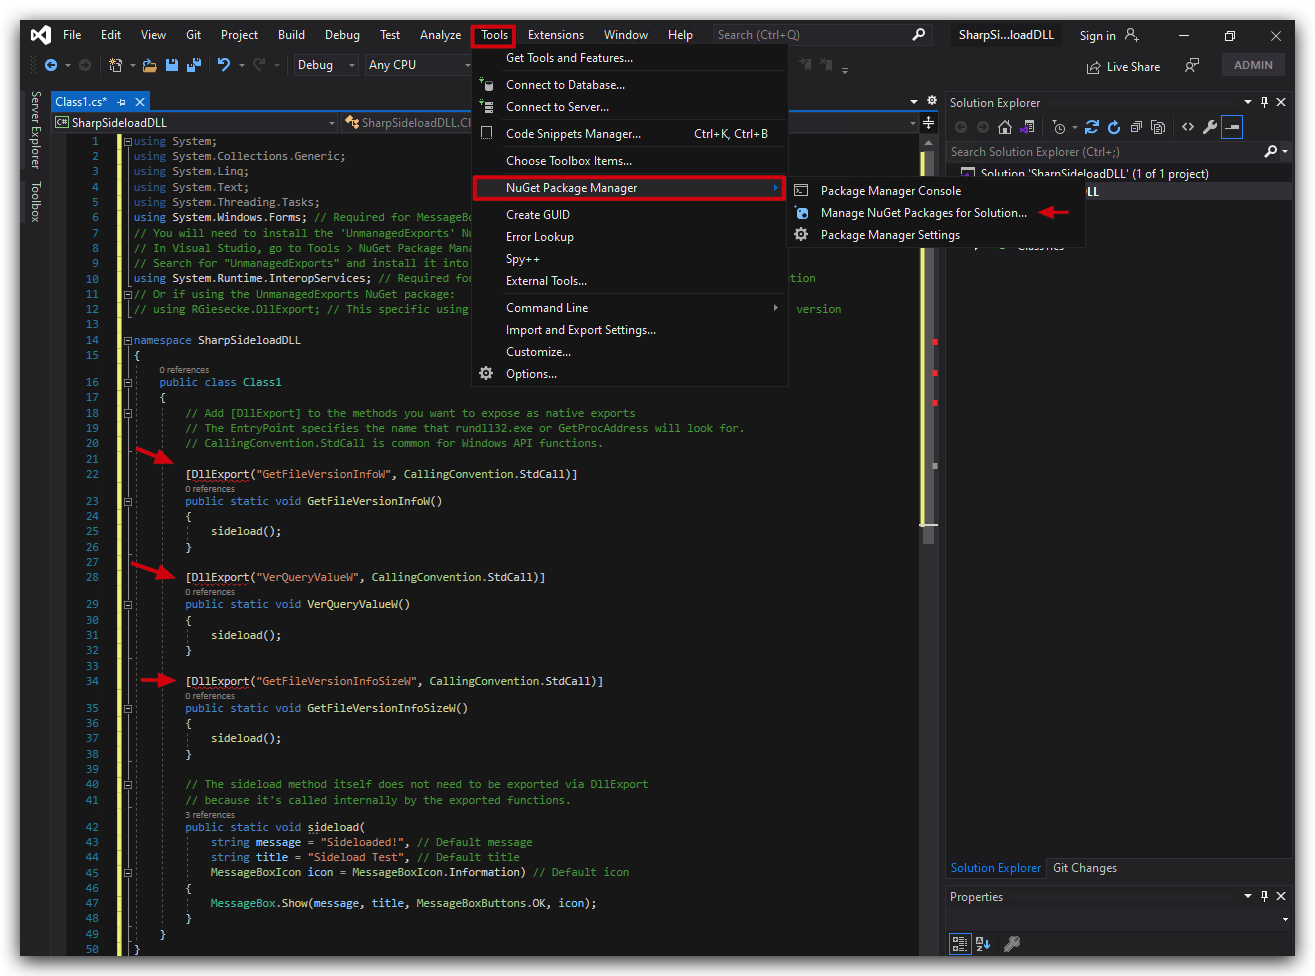 File Edit View Git Project Build Debug Test Analyze Tools Extensions Window Help Search (Ctrl+Q) SharpSi...loadDLL Sign in
Debug Any CPU Live Share ADMIN
Get Tools and Features...
Connect to Database...
Connect to Server...
Code Snippets Manager... Ctrl+K, Ctrl+B
Choose Toolbox Items...
NuGet Package Manager
Create GUID
Error Lookup
Spy++
External Tools...
Command Line
Import and Export Settings...
Customize...
Options...
Package Manager Console
Manage NuGet Packages for Solution...
Package Manager Settings
Server Explorer
Toolbox
Class1.cs*
C# SharpSideloadDLL SharpSideloadDLL.Cl
1 using System;
2 using System.Collections.Generic;
3 using System.Linq;
4 using System.Text;
5 using System.Threading.Tasks;
6 using System.Windows.Forms; // Required for MessageBo
7 // You will need to install the 'UnmanagedExports' Nu
8 // In Visual Studio, go to Tools > NuGet Package Mana
9 // Search for "UnmanagedExports" and install it into
10 using System.Runtime.InteropServices; // Required for tion
11 // Or if using the UnmanagedExports NuGet package:
12 // using RGiesecke.DllExport; // This specific using version
13
14 namespace SharpSideloadDLL
15 {
0 references
16 public class Class1
17 {
18 // Add [DllExport] to the methods you want to expose as native exports
19 // The EntryPoint specifies the name that rundll32.exe or GetProcAddress will look for.
20 // CallingConvention.StdCall is common for Windows API functions.
21
22 [DllExport("GetFileVersionInfoW", CallingConvention.StdCall)]
0 references
23 public static void GetFileVersionInfoW()
24 {
25 sideload();
26 }
27
28 [DllExport("VerQueryValueW", CallingConvention.StdCall)]
0 references
29 public static void VerQueryValueW()
30 {
31 sideload();
32 }
33
34 [DllExport("GetFileVersionInfoSizeW", CallingConvention.StdCall)]
0 references
35 public static void GetFileVersionInfoSizeW()
36 {
37 sideload();
38 }
39
40 // The sideload method itself does not need to be exported via DllExport
41 // because it's called internally by the exported functions.
3 references
42 public static void sideload(
43 string message = "Sideloaded!", // Default message
44 string title = "Sideload Test", // Default title
45 MessageBoxIcon icon = MessageBoxIcon.Information) // Default icon
46 {
47 MessageBox.Show(message, title, MessageBoxButtons.OK, icon);
48 }
49 }
50 }
Solution Explorer
Search Solution Explorer (Ctrl+;)
Solution 'SharpSideloadDLL' (1 of 1 project)
LL
Solution Explorer Git Changes
Properties